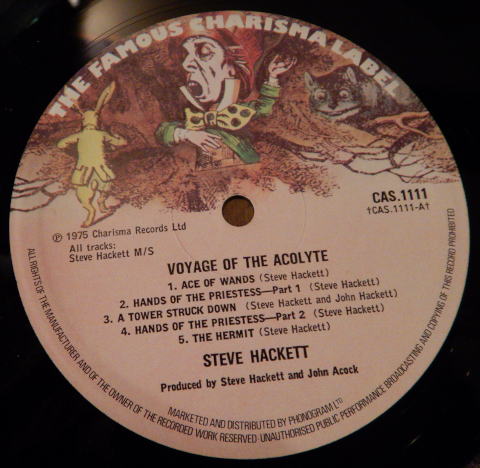 THE FAMOUS CHARISMA LABEL
CAS.1111
†CAS.1111-A†
℗ 1975 Charisma Records Ltd
All tracks:
Steve Hackett M/S
VOYAGE OF THE ACOLYTE
1. ACE OF WANDS (Steve Hackett)
2. HANDS OF THE PRIESTESS—Part 1 (Steve Hackett)
3. A TOWER STRUCK DOWN (Steve Hackett and John Hackett)
4. HANDS OF THE PRIESTESS—Part 2 (Steve Hackett)
5. THE HERMIT (Steve Hackett)
STEVE HACKETT
Produced by Steve Hackett and John Acock
MARKETED AND DISTRIBUTED BY PHONOGRAM LTD
ALL RIGHTS OF THE MANUFACTURER AND OF THE OWNER OF THE RECORDED WORK RESERVED·UNAUTHORISED PUBLIC PERFORMANCE BROADCASTING AND COPYING OF THIS RECORD PROHIBITED